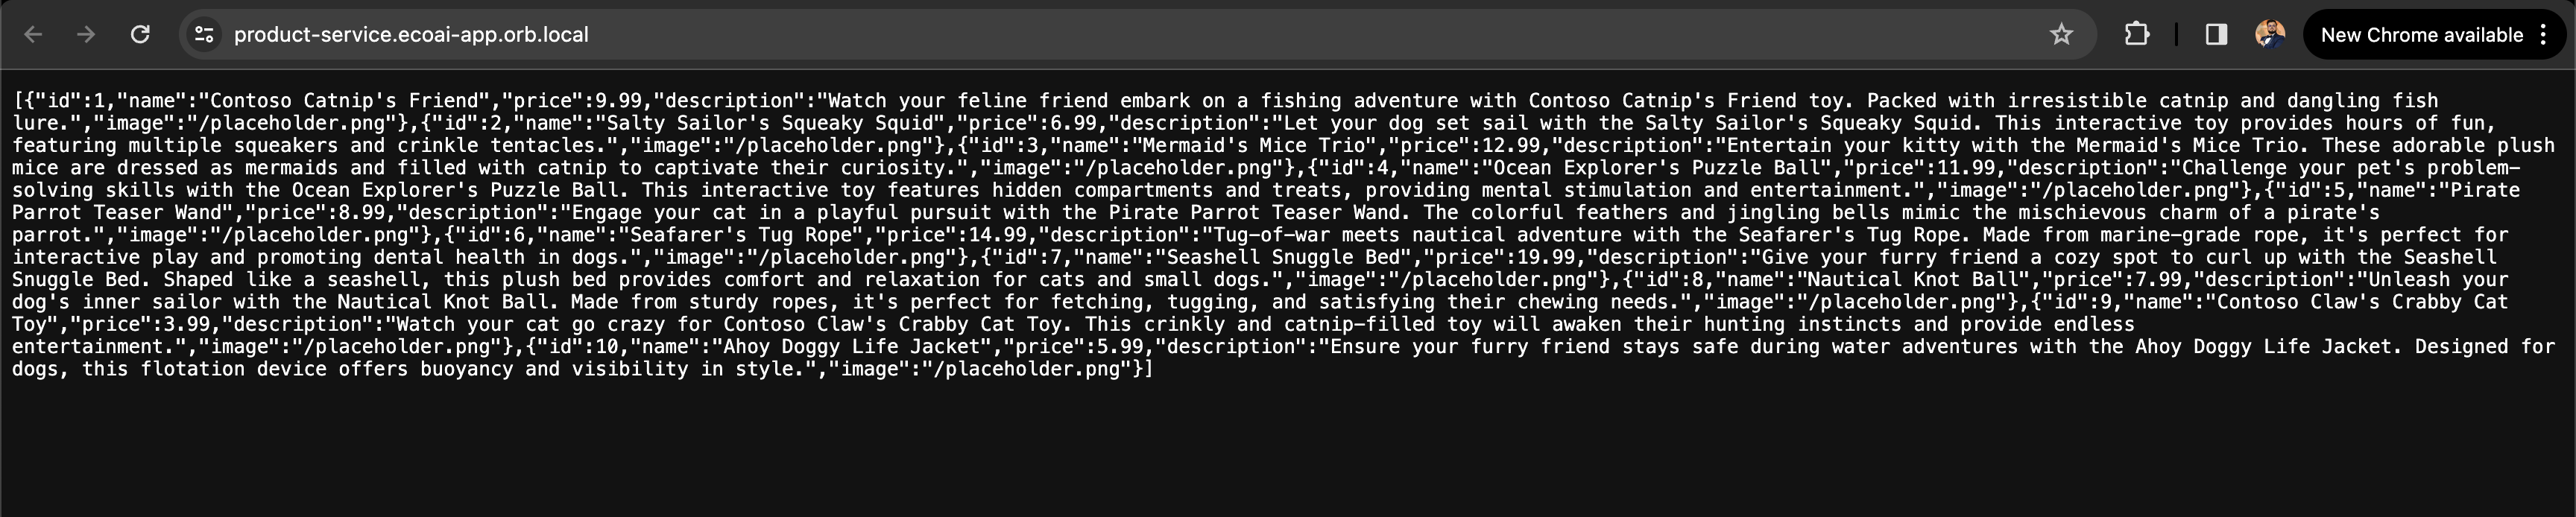 product-service.ecoai-app.orb.local
New Chrome available
[{"id":1,"name":"Contoso Catnip's Friend","price":9.99,"description":"Watch your feline friend embark on a fishing adventure with Contoso Catnip's Friend toy. Packed with irresistible catnip and dangling fish
lure.","image":"/placeholder.png"},{"id":2,"name":"Salty Sailor's Squeaky Squid","price":6.99,"description":"Let your dog set sail with the Salty Sailor's Squeaky Squid. This interactive toy provides hours of fun,
featuring multiple squeakers and crinkle tentacles.","image":"/placeholder.png"},{"id":3,"name":"Mermaid's Mice Trio","price":12.99,"description":"Entertain your kitty with the Mermaid's Mice Trio. These adorable plush
mice are dressed as mermaids and filled with catnip to captivate their curiosity.","image":"/placeholder.png"},{"id":4,"name":"Ocean Explorer's Puzzle Ball","price":11.99,"description":"Challenge your pet's problem-
solving skills with the Ocean Explorer's Puzzle Ball. This interactive toy features hidden compartments and treats, providing mental stimulation and entertainment.","image":"/placeholder.png"},{"id":5,"name":"Pirate
Parrot Teaser Wand","price":8.99,"description":"Engage your cat in a playful pursuit with the Pirate Parrot Teaser Wand. The colorful feathers and jingling bells mimic the mischievous charm of a pirate's
parrot.","image":"/placeholder.png"},{"id":6,"name":"Seafarer's Tug Rope","price":14.99,"description":"Tug-of-war meets nautical adventure with the Seafarer's Tug Rope. Made from marine-grade rope, it's perfect for
interactive play and promoting dental health in dogs.","image":"/placeholder.png"},{"id":7,"name":"Seashell Snuggle Bed","price":19.99,"description":"Give your furry friend a cozy spot to curl up with the Seashell
Snuggle Bed. Shaped like a seashell, this plush bed provides comfort and relaxation for cats and small dogs.","image":"/placeholder.png"},{"id":8,"name":"Nautical Knot Ball","price":7.99,"description":"Unleash your
dog's inner sailor with the Nautical Knot Ball. Made from sturdy ropes, it's perfect for fetching, tugging, and satisfying their chewing needs.","image":"/placeholder.png"},{"id":9,"name":"Contoso Claw's Crabby Cat
Toy","price":3.99,"description":"Watch your cat go crazy for Contoso Claw's Crabby Cat Toy. This crinkly and catnip-filled toy will awaken their hunting instincts and provide endless
entertainment.","image":"/placeholder.png"},{"id":10,"name":"Ahoy Doggy Life Jacket","price":5.99,"description":"Ensure your furry friend stays safe during water adventures with the Ahoy Doggy Life Jacket. Designed for
dogs, this flotation device offers buoyancy and visibility in style.","image":"/placeholder.png"}]